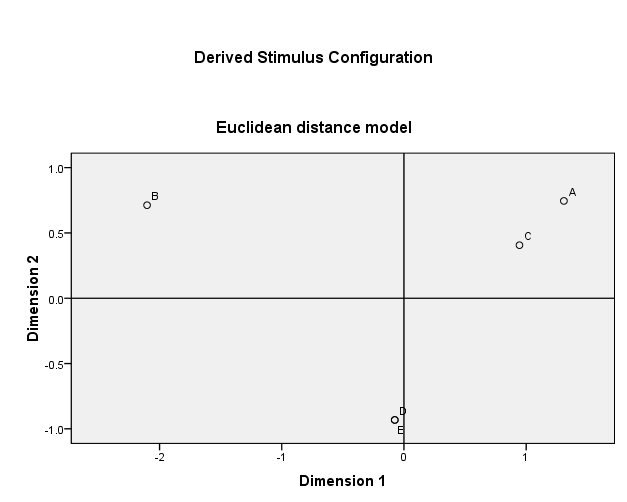 Derived Stimulus Configuration
Euclidean distance model
1.0
0.5
0.0
-0.5
-1.0
Dimension 2
B
A
C
D
E
-2
-1
0
1
Dimension 1